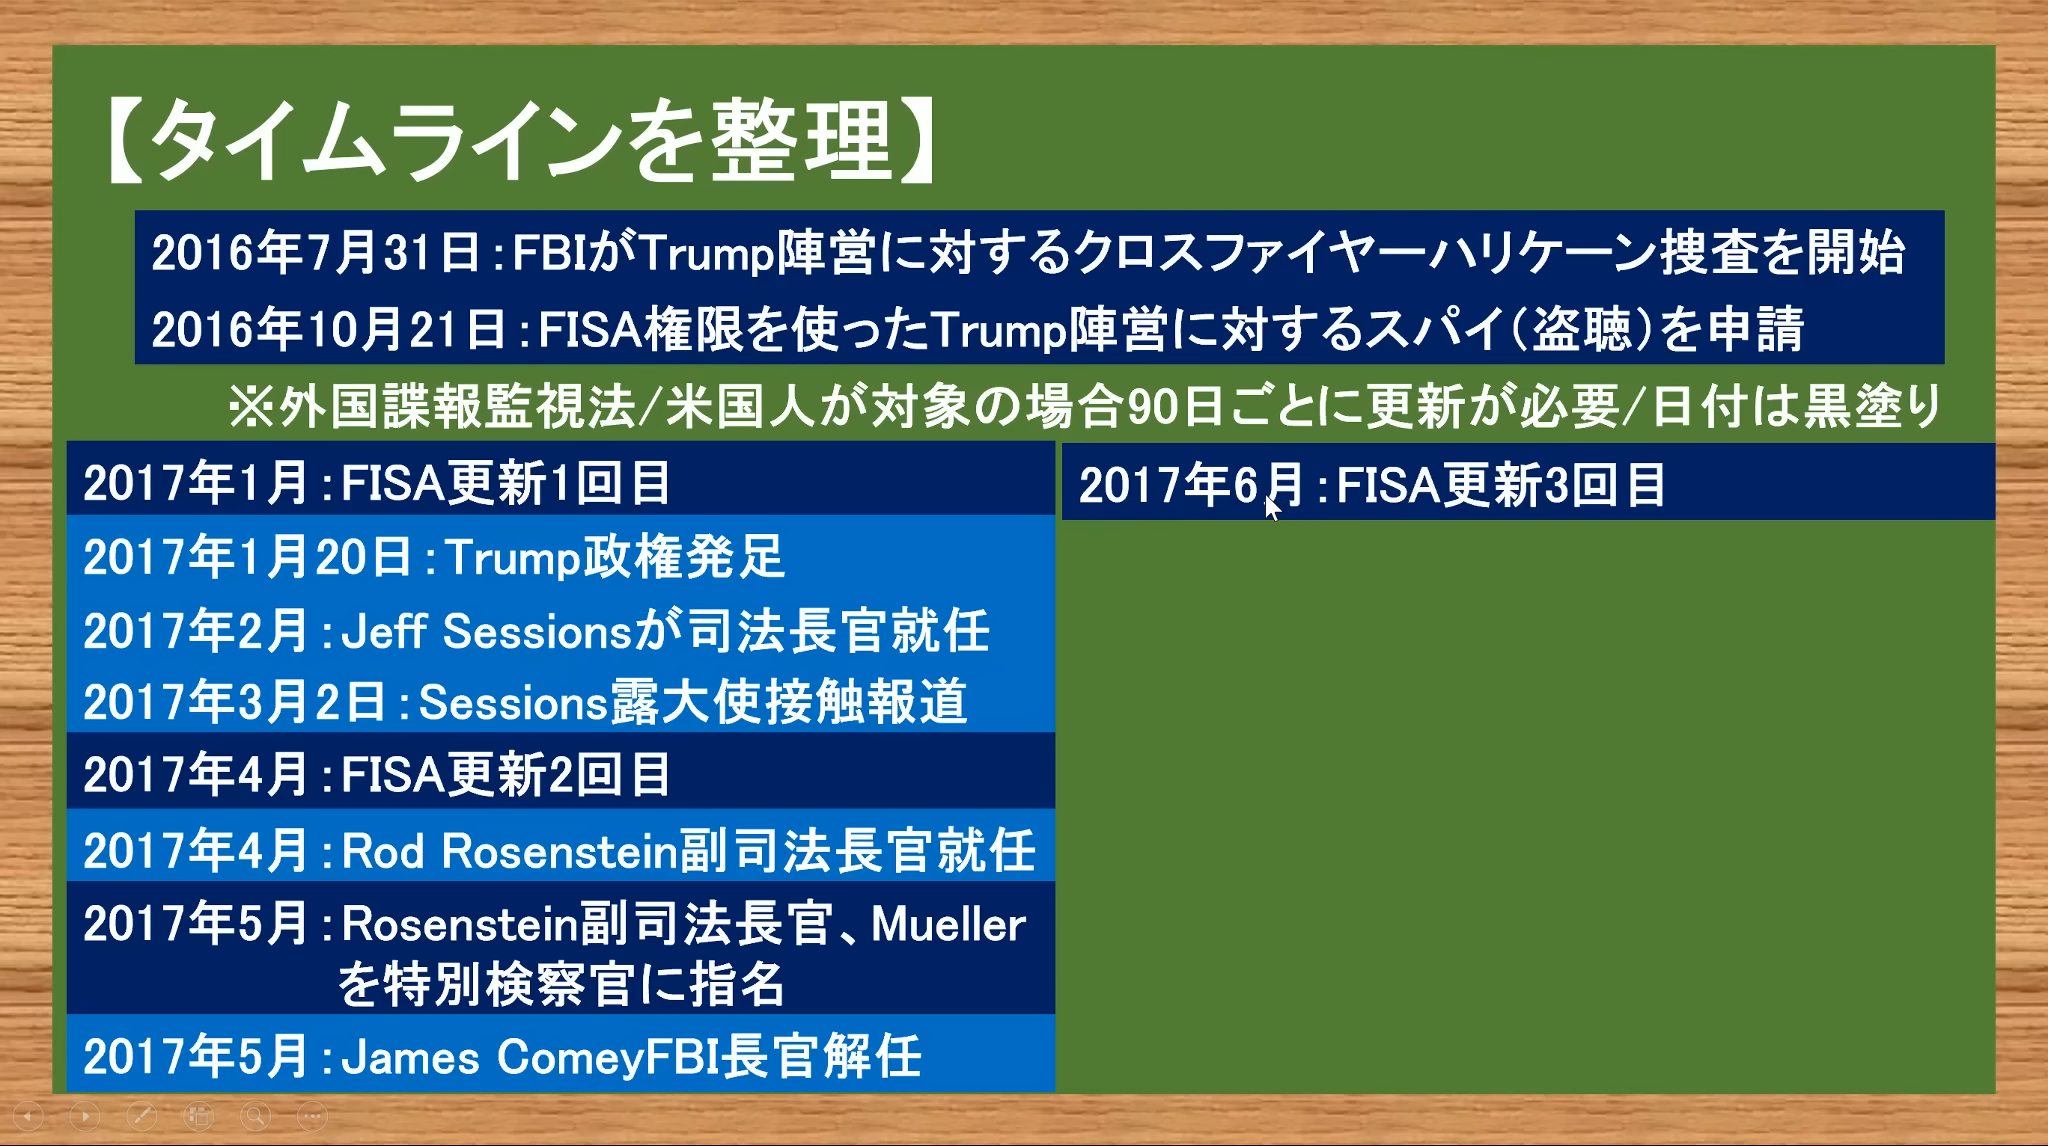 【タイムラインを整理】
2016年7月31日：FBIがTrump陣営に対するクロスファイヤーハリケーン捜査を開始
2016年10月21日：FISA権限を使ったTrump陣営に対するスパイ（盗聴）を申請
※外国諜報監視法/米国人が対象の場合90日ごとに更新が必要/日付は黒塗り
2017年1月：FISA更新1回目
2017年1月20日：Trump政権発足
2017年2月：Jeff Sessionsが司法長官就任
2017年3月2日：Sessions露大使接触報道
2017年4月：FISA更新2回目
2017年4月：Rod Rosenstein副司法長官就任
2017年5月：Rosenstein副司法長官、Mueller
を特別検察官に指名
2017年5月：James ComeyFBI長官解任
2017年6月：FISA更新3回目